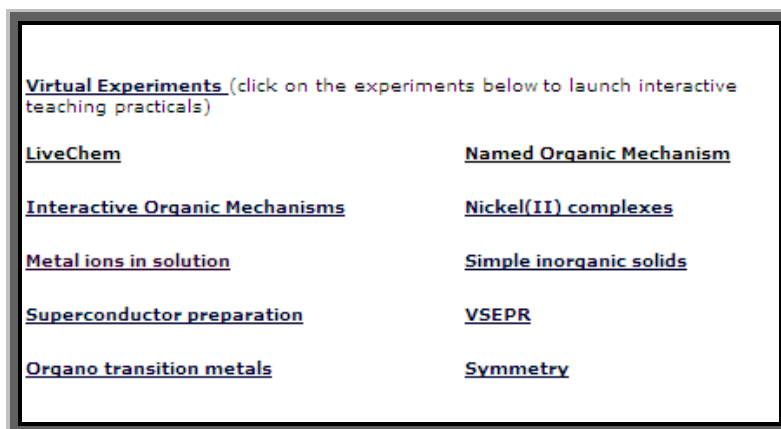 Virtual Experiments (click on the experiments below to launch interactive
teaching practicals)
LiveChem
Named Organic Mechanism
Interactive Organic Mechanisms
Nickel(II) complexes
Metal ions in solution
Simple inorganic solids
Superconductor preparation
VSEPR
Organo transition metals
Symmetry